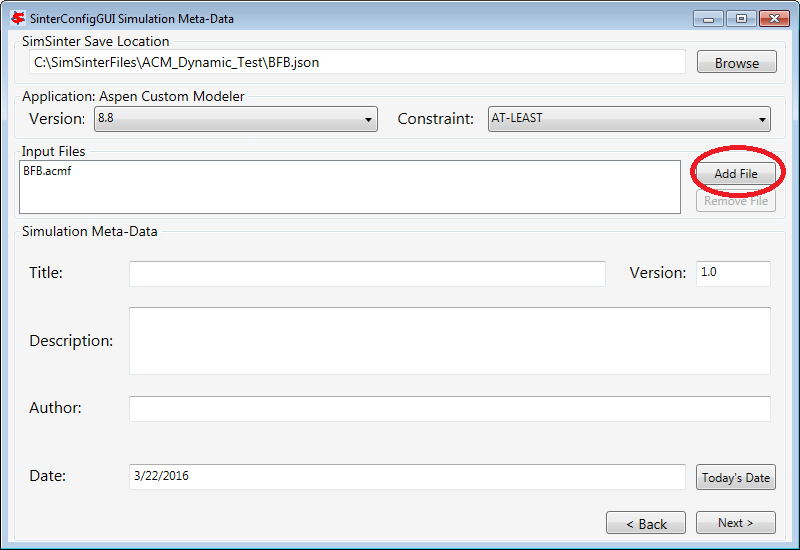 SinterConfigGUI Simulation Meta-Data
SimSinter Save Location
C:\SimSinterFiles\ACM_Dynamic_Test\BFB.json
Browse
Application: Aspen Custom Modeler
Version: 8.8 Constraint: AT-LEAST
Input Files
BFB.acmf
Add File
Remove File
Simulation Meta-Data
Title: Version: 1.0
Description:
Author:
Date: 3/22/2016 Today's Date
< Back Next >